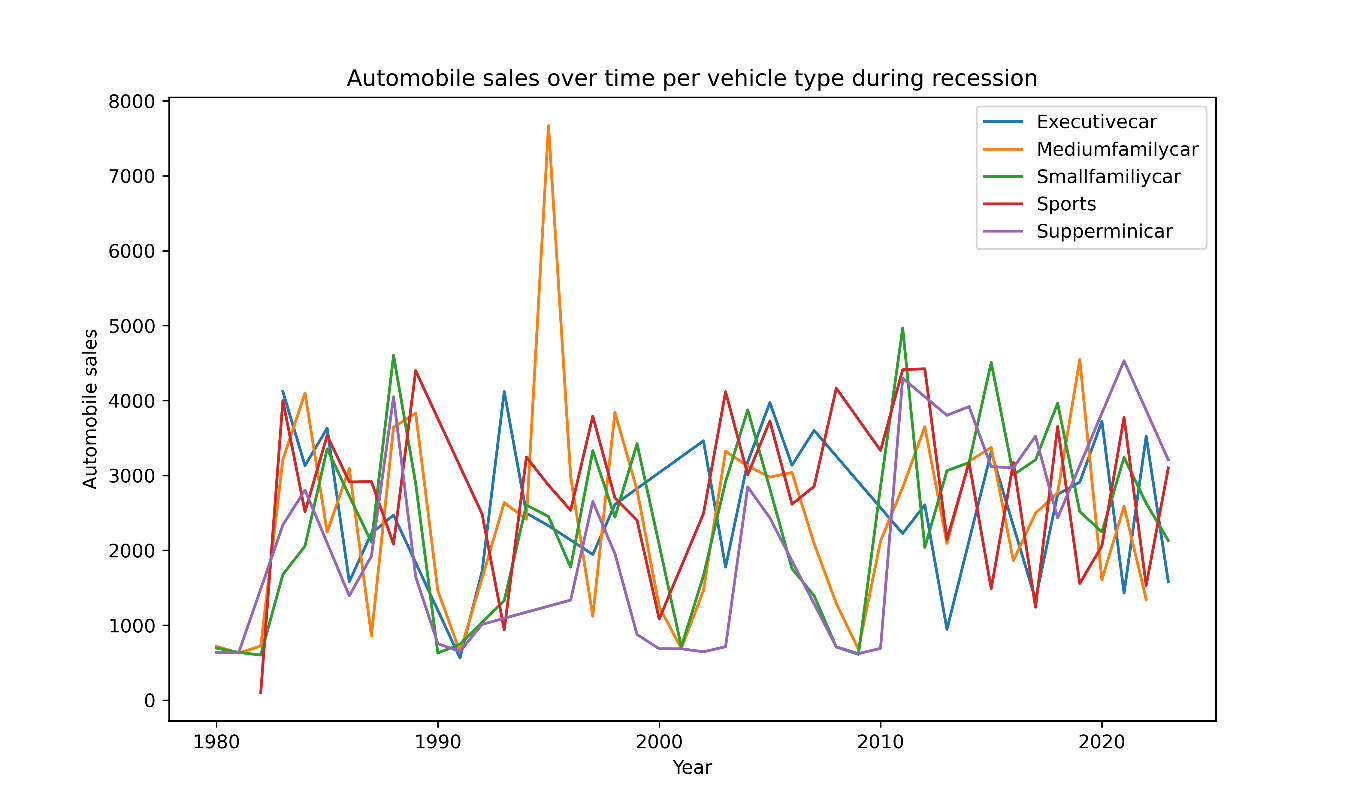 Automobile sales over time per vehicle type during recession
8000
7000
6000
5000
4000
3000
2000
1000
0
Automobile sales
Executivecar
Mediumfamilycar
Smallfamiliycar
Sports
Supperminicar
1980 1990 2000 2010 2020
Year